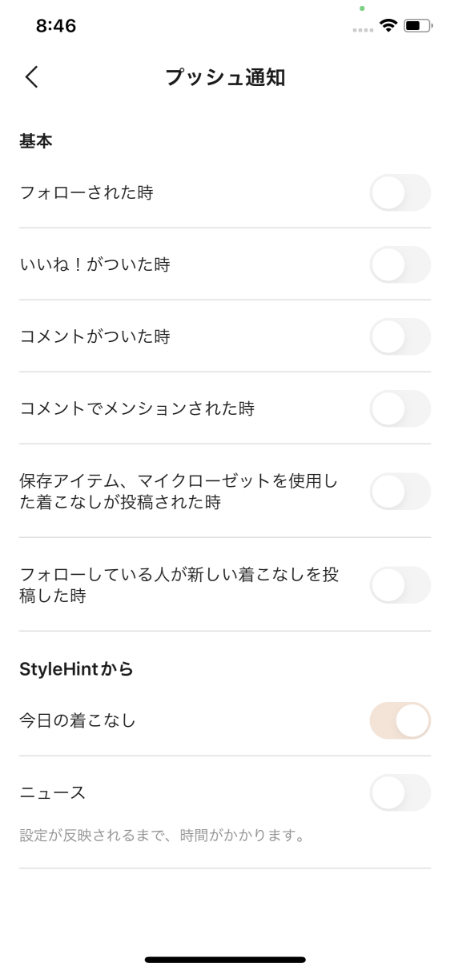 8:46
プッシュ通知
基本
フォローされた時
いいね！がついた時
コメントがついた時
コメントでメンションされた時
保存アイテム、マイクローゼットを使用し
た着こなしが投稿された時
フォローしている人が新しい着こなしを投
稿した時
StyleHintから
今日の着こなし
ニュース
設定が反映されるまで、時間がかかります。